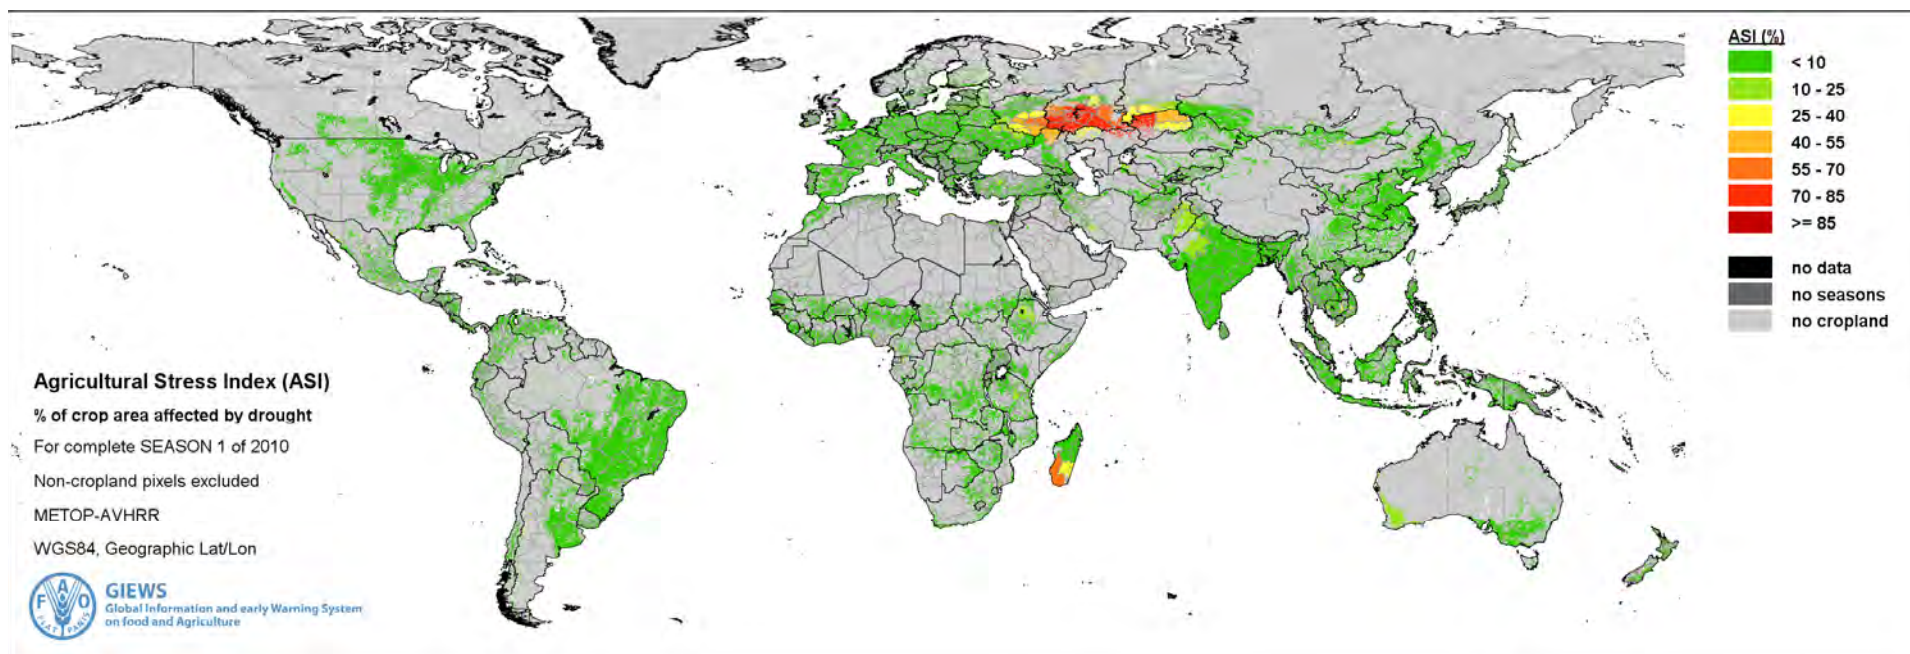 ASI (%)
< 10
10 - 25
25 - 40
40 - 55
55 - 70
70 - 85
>= 85
no data
no seasons
no cropland
Agricultural Stress Index (ASI)
% of crop area affected by drought
For complete SEASON 1 of 2010
Non-cropland pixels excluded
METOP-AVHRR
WGS84, Geographic Lat/Lon
F A O
FIAT PANIS
GIEWS
Global Information and early Warning System
on food and Agriculture